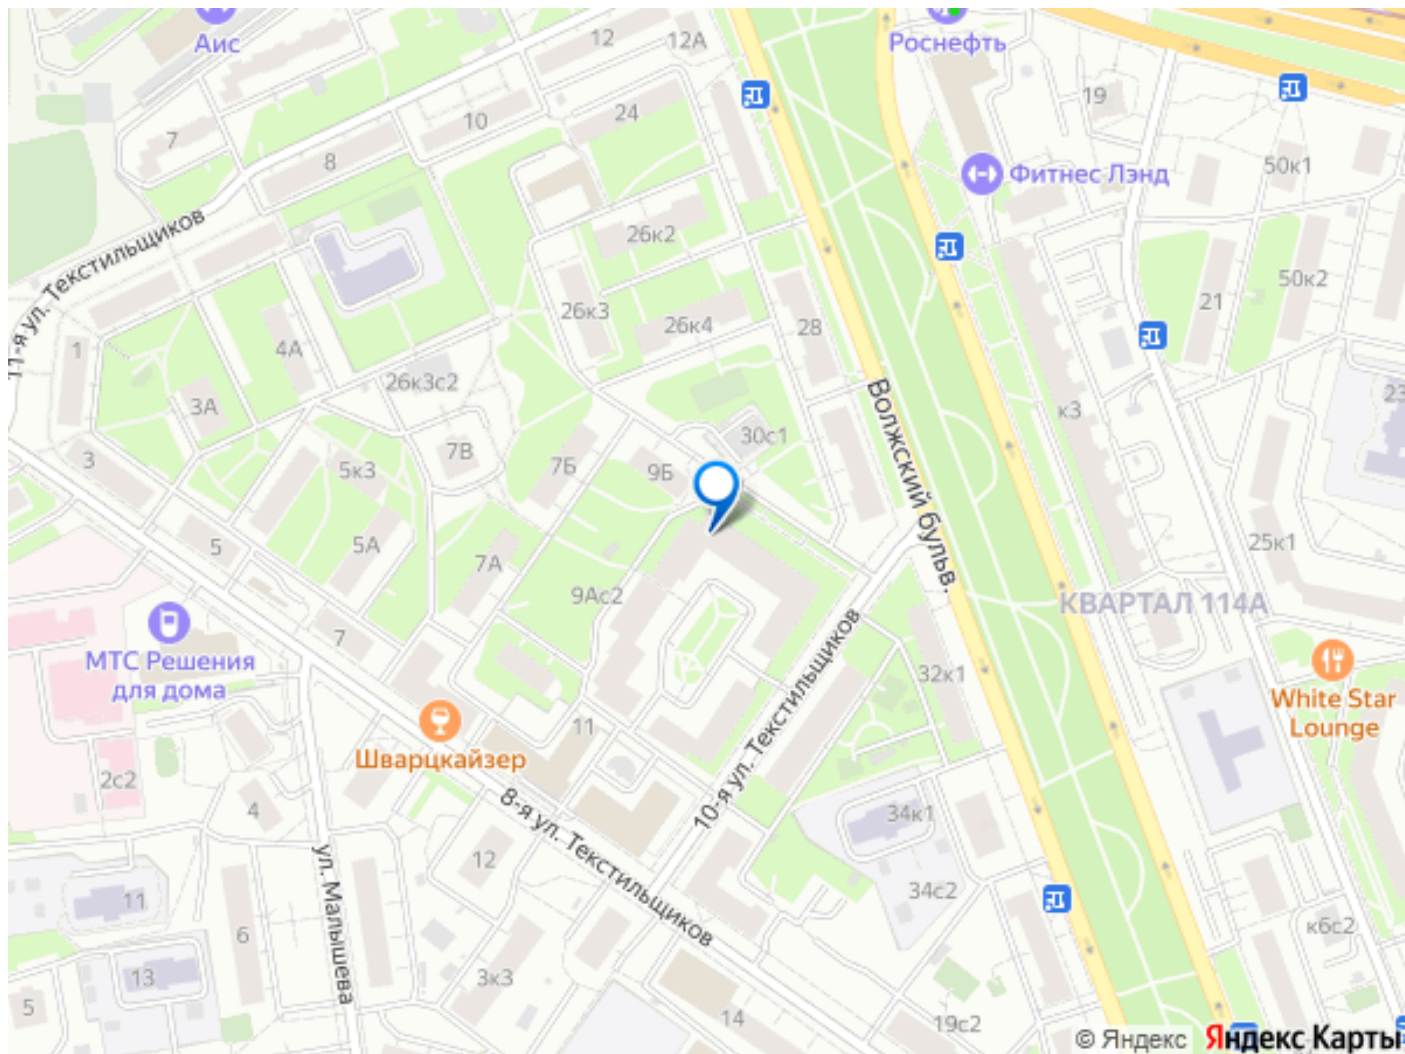 Аис
12
12А
Роснефть
24
10
19
7
8
Фитнес Лэнд
50к1
11-я ул. Текстильщиков
26к2
26к3
26к4
28
21
50к2
1
4А
26к3с2
3А
Волжский бульв.
к3
23
30с1
3
5к3
7В
7Б
9Б
5
5А
7А
25к1
9Ас2
КВАРТАЛ 114А
7
МТС Решения
для дома
32к1
White Star
Lounge
11
Шварцкайзер
10-я ул. Текстильщиков
2с2
4
8-я ул. Текстильщиков
34к1
12
ул. Малышева
34с2
11
6
к6с2
13
3к3
5
14
19с2
© Яндекс Яндекс Карты